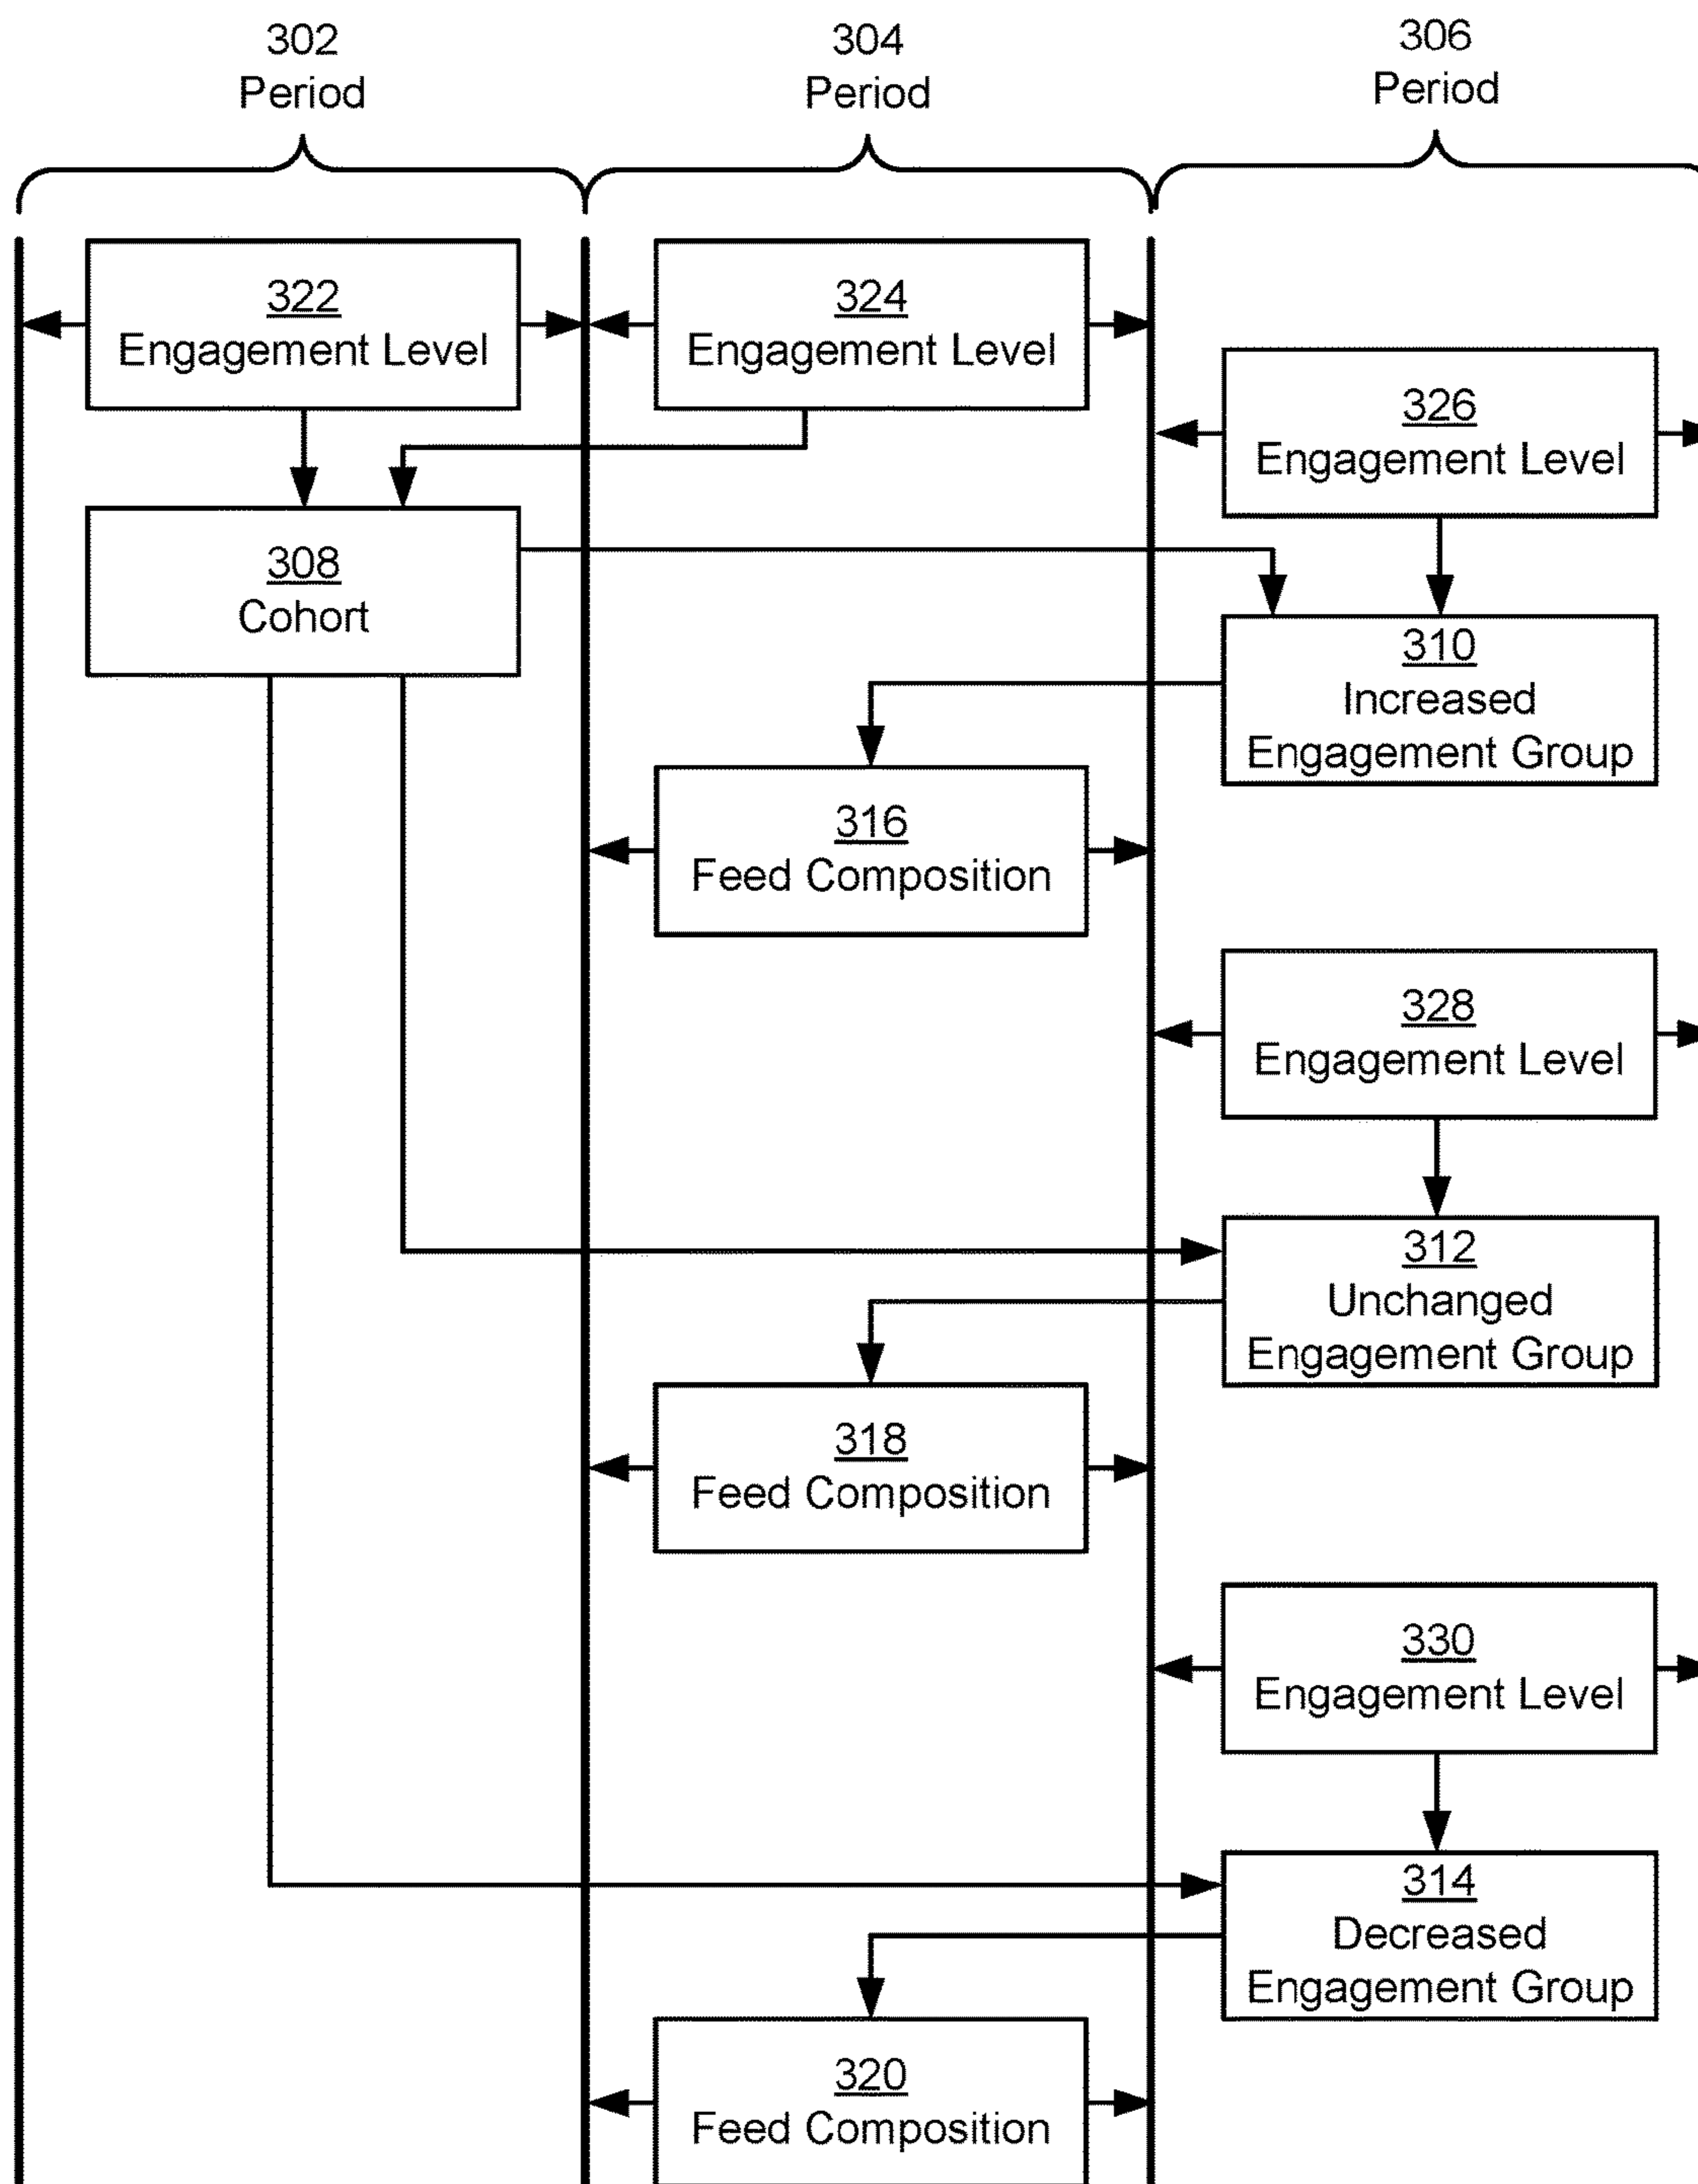 302
Period
304
Period
306
Period
322
Engagement Level
324
Engagement Level
326
Engagement Level
308
Cohort
310
Increased
Engagement Group
316
Feed Composition
328
Engagement Level
312
Unchanged
Engagement Group
318
Feed Composition
330
Engagement Level
314
Decreased
Engagement Group
320
Feed Composition